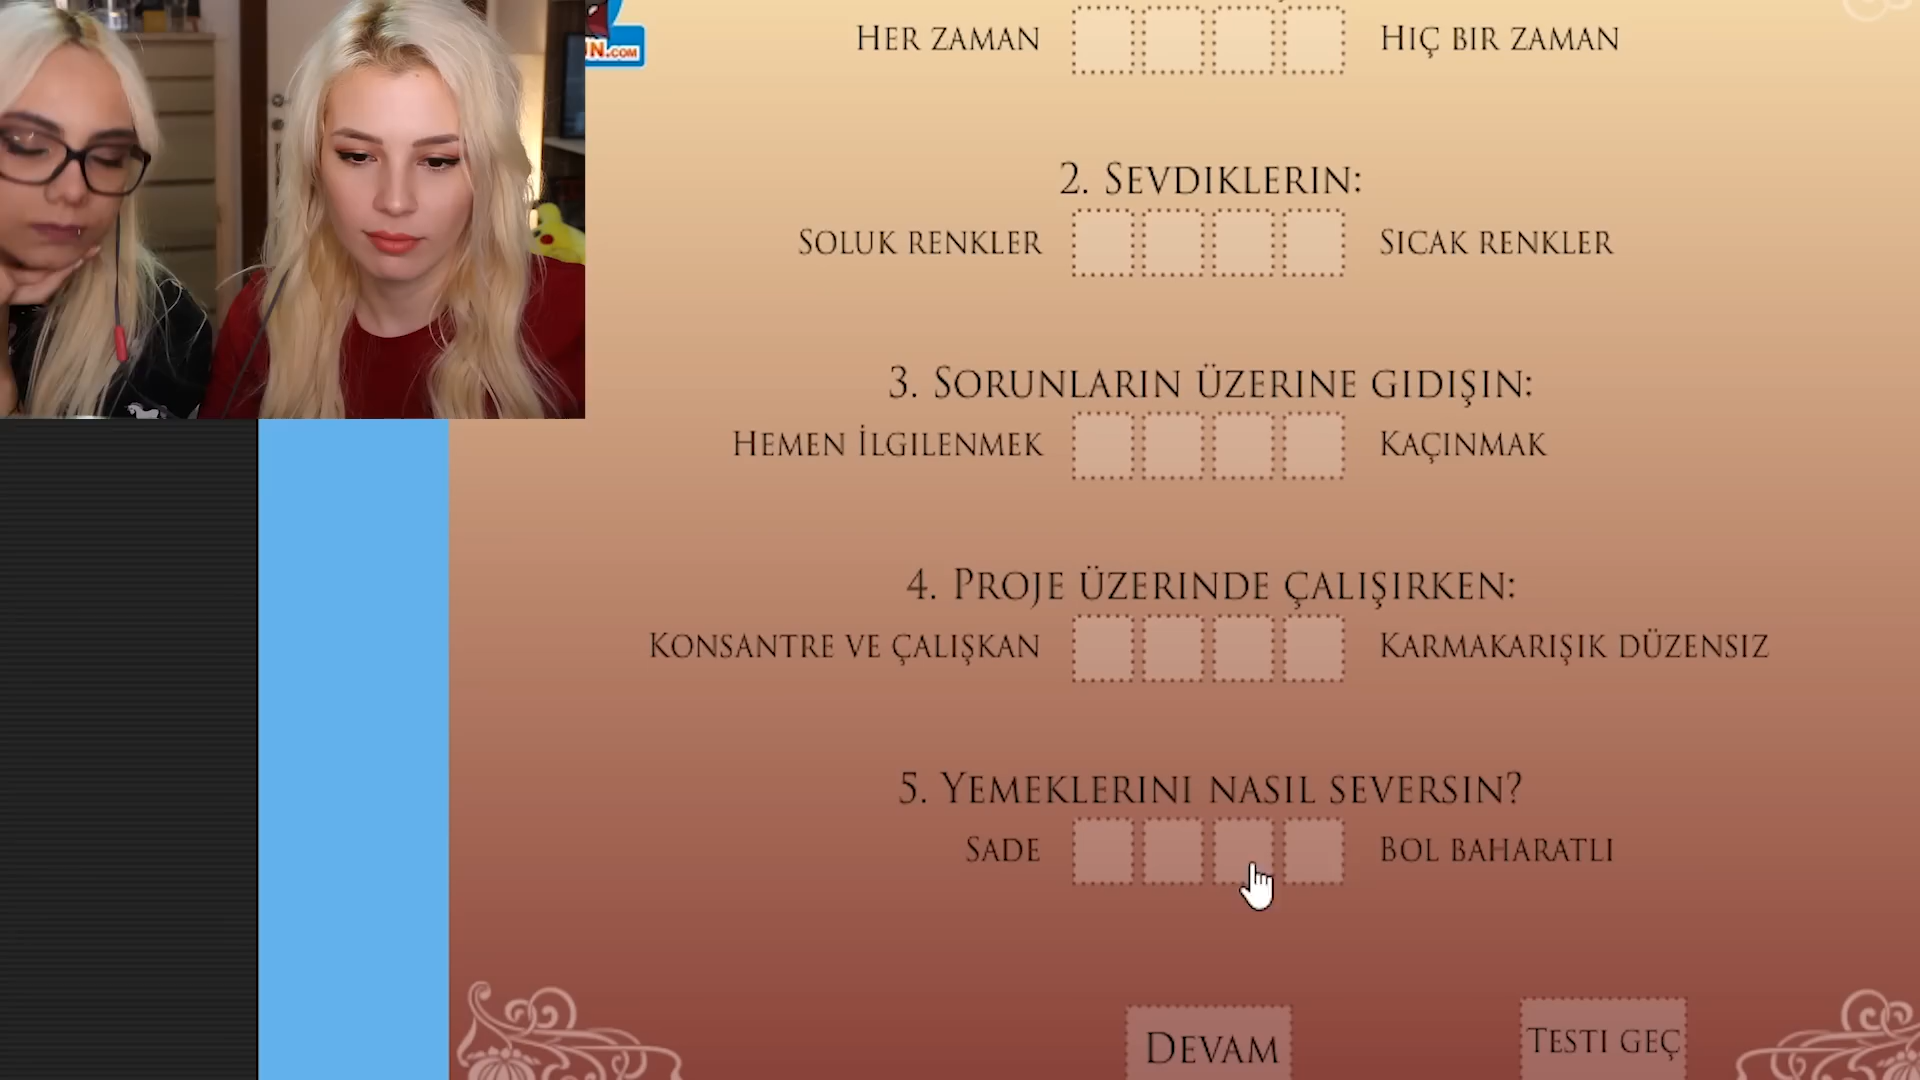 N.COM
HER ZAMAN HIÇ BIR ZAMAN
2. SEVDIKLERIN:
SOLUK RENKLER SICAK RENKLER
3. SORUNLARIN ÜZERINE GIDIŞIN:
HEMEN İLGILENMEK KAÇINMAK
4. PROJE ÜZERINDE ÇALIŞIRKEN:
KONSANTRE VE ÇALIŞKAN KARMAKARIŞIK DÜZENSIZ
5. YEMEKLERINI NASIL SEVERSIN?
SADE BOL BAHARATLI
DEVAM TESTI GEÇ